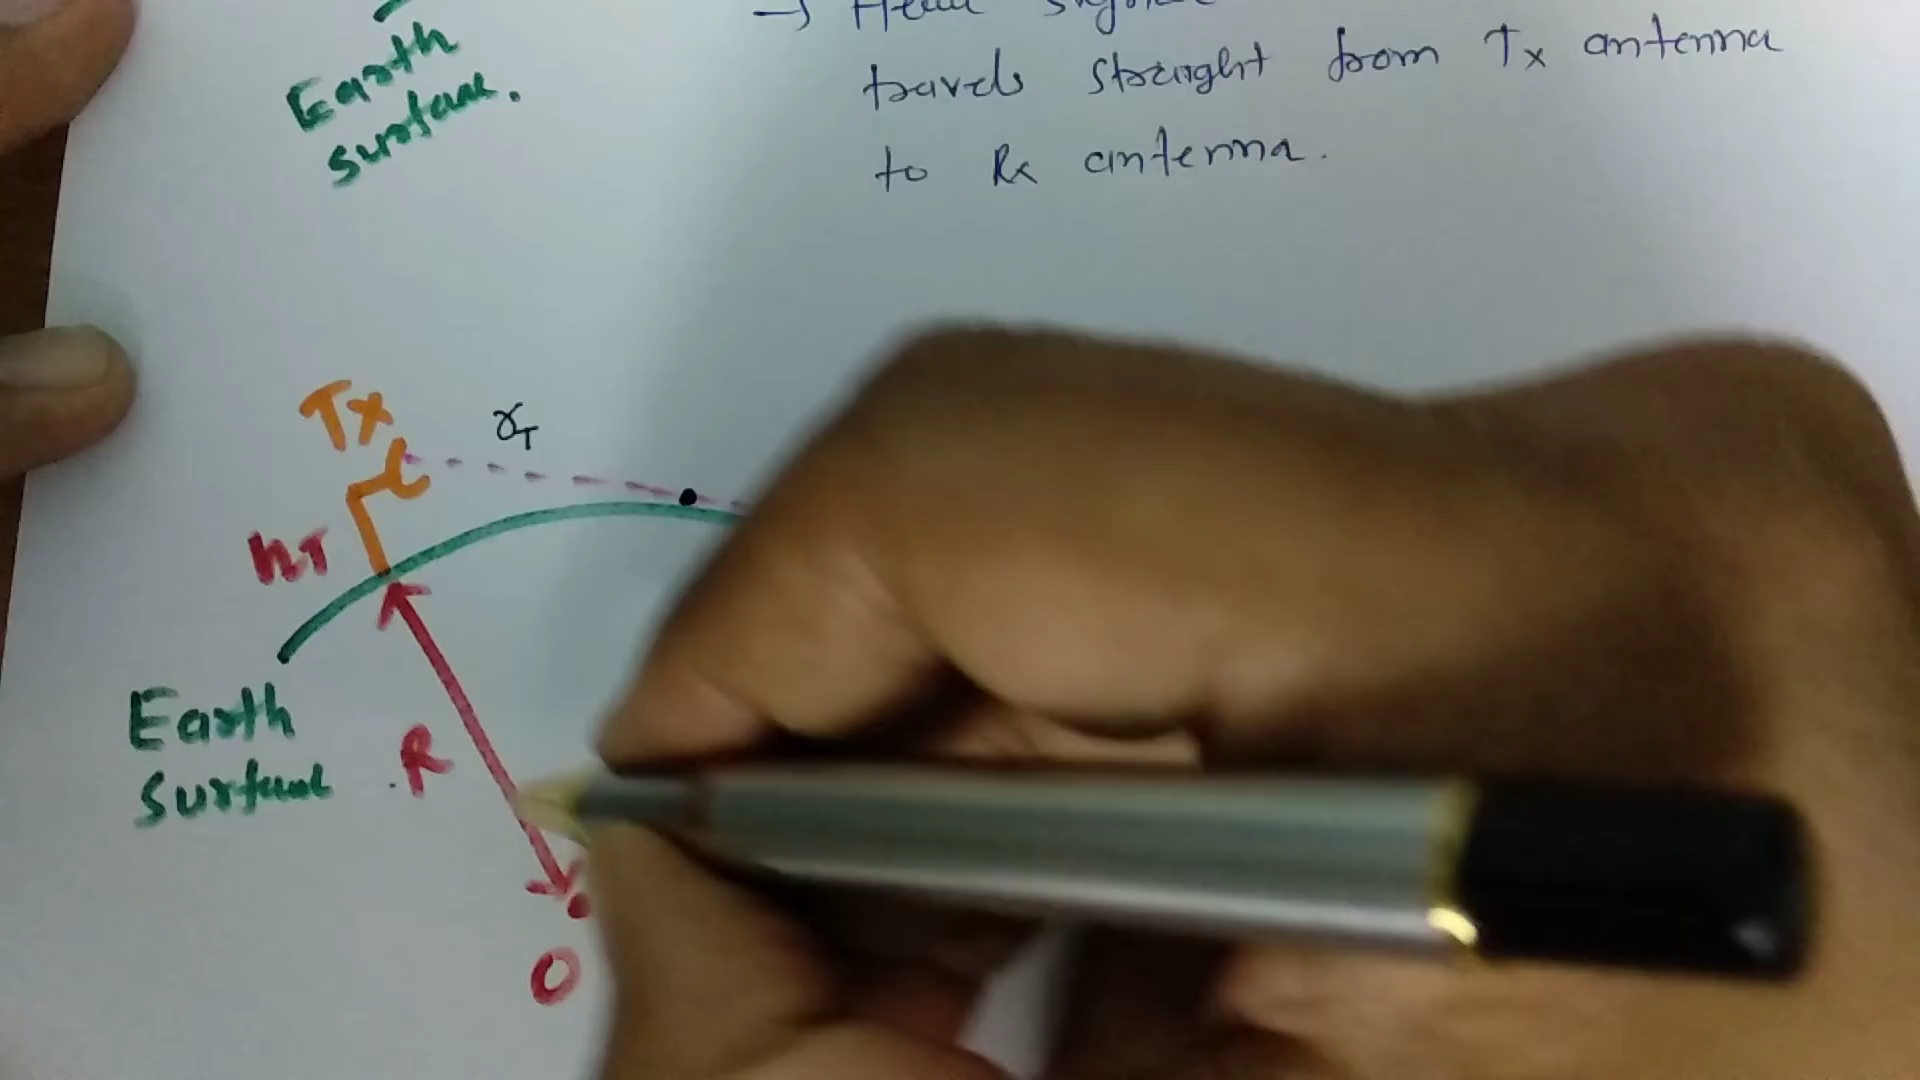 Earth
surface.
travels straight from Tx antenna
to Rx antenna.
Tx
rT
hT
Earth
surface
R
O